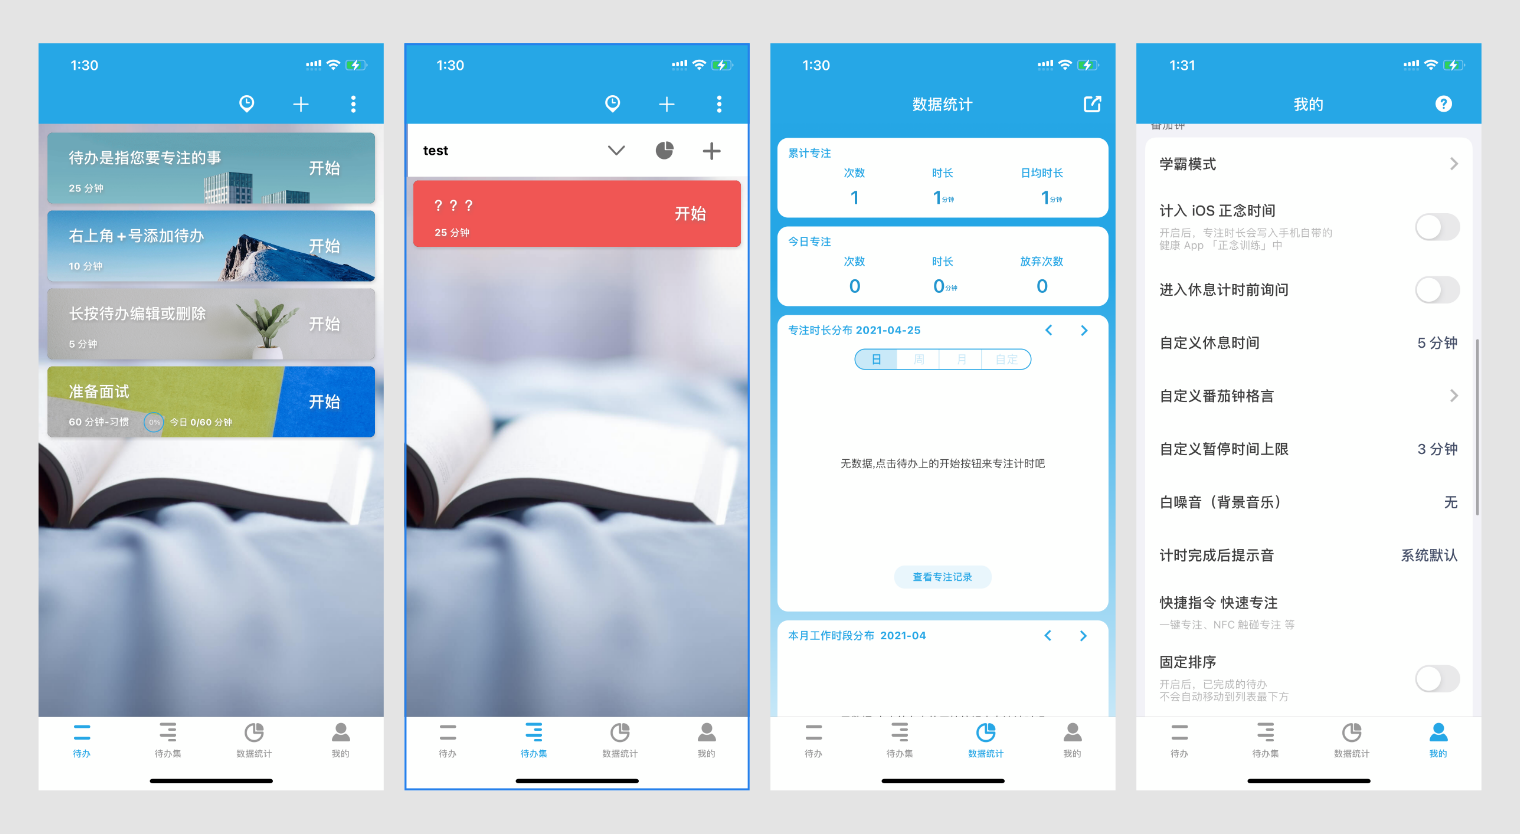 1:30
待办是指您要专注的事
25 分钟
开始
右上角+号添加待办
10 分钟
开始
长按待办编辑或删除
5 分钟
开始
准备面试
60 分钟-习惯
0%
今日 0/60 分钟
开始
待办
待办集
数据统计
我的
1:30
test
？？？
25 分钟
开始
待办
待办集
数据统计
我的
1:30
数据统计
累计专注
次数 时长 日均时长
1 1分钟 1分钟
今日专注
次数 时长 放弃次数
0 0分钟 0
专注时长分布 2021-04-25
日 周 月 自定
无数据,点击待办上的开始按钮来专注计时吧
查看专注记录
本月工作时段分布 2021-04
待办
待办集
数据统计
我的
1:31
我的
番茄钟
学霸模式
计入 iOS 正念时间
开启后，专注时长会写入手机自带的
健康 App 「正念训练」中
进入休息计时前询问
自定义休息时间 5 分钟
自定义番茄钟格言
自定义暂停时间上限 3 分钟
白噪音（背景音乐） 无
计时完成后提示音 系统默认
快捷指令 快速专注
一键专注、NFC 触碰专注 等
固定排序
开启后，已完成的待办
不会自动移动到列表最下方
待办
待办集
数据统计
我的